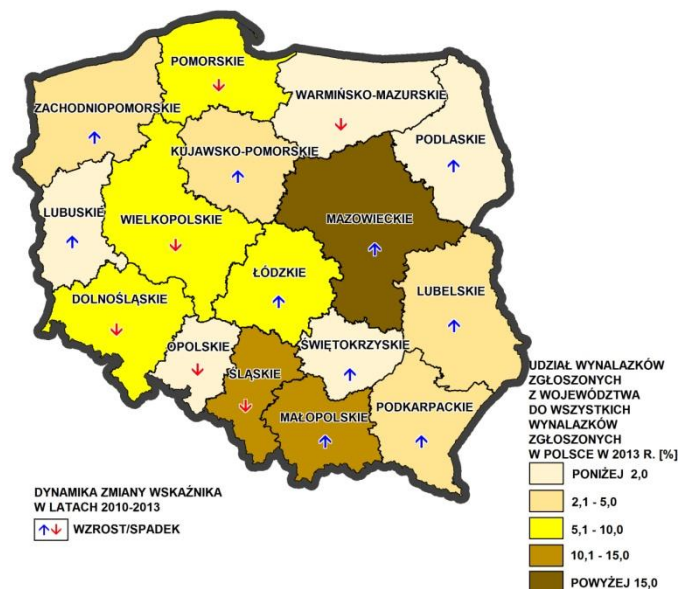 POMORSKIE
WARMIŃSKO-MAZURSKIE
ZACHODNIOPOMORSKIE
PODLASKIE
KUJAWSKO-POMORSKIE
LUBUSKIE
WIELKOPOLSKIE
MAZOWIECKIE
ŁÓDZKIE
LUBELSKIE
DOLNOŚLĄSKIE
OPOLSKIE
ŚWIĘTOKRZYSKIE
ŚLĄSKIE
MAŁOPOLSKIE
PODKARPACKIE
UDZIAŁ WYNALAZKÓW
ZGŁOSZONYCH
Z WOJEWÓDZTWA
DO WSZYSTKICH
WYNALAZKÓW
ZGŁOSZONYCH
W POLSCE W 2013 R. [%]
PONIŻEJ 2,0
2,1 - 5,0
5,1 - 10,0
10,1 - 15,0
POWYŻEJ 15,0
DYNAMIKA ZMIANY WSKAŹNIKA
W LATACH 2010-2013
WZROST/SPADEK